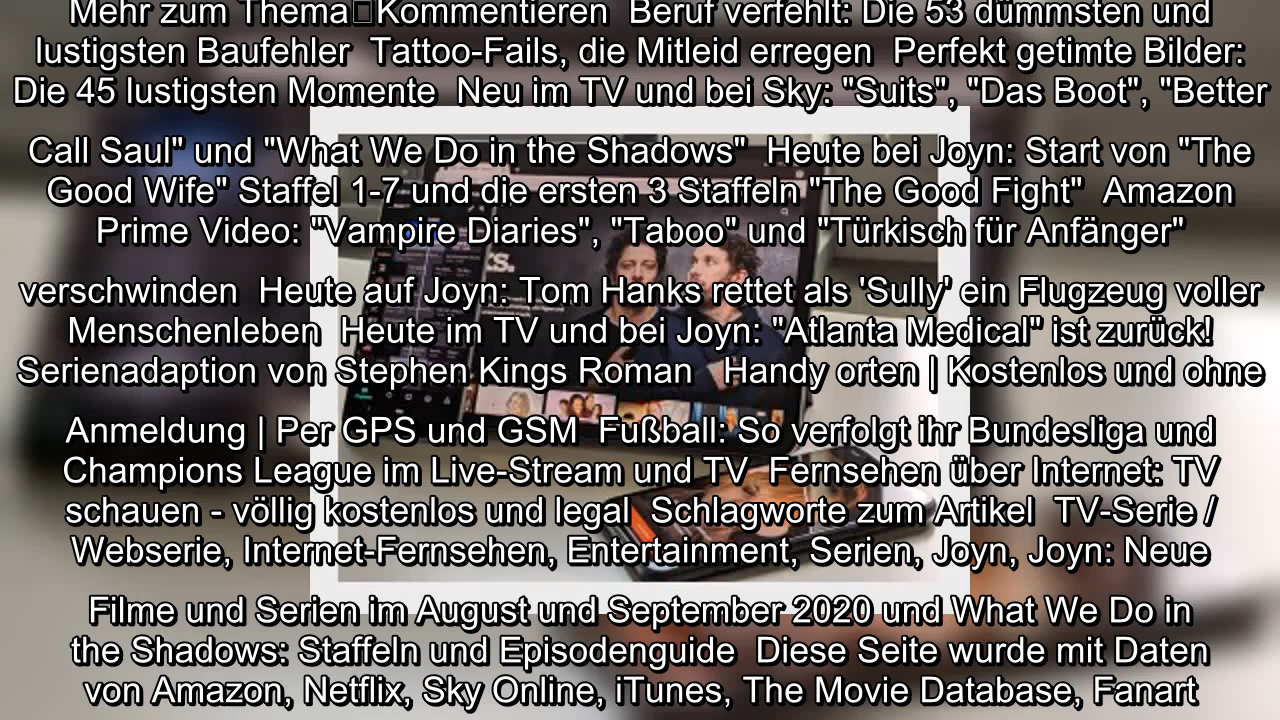 Mehr zum Thema Kommentieren  Beruf verfehlt: Die 53 dümmsten und
lustigsten Baufehler  Tattoo-Fails, die Mitleid erregen  Perfekt getimte Bilder:
Die 45 lustigsten Momente  Neu im TV und bei Sky: "Suits", "Das Boot", "Better
Call Saul" und "What We Do in the Shadows"  Heute bei Joyn: Start von "The
Good Wife" Staffel 1-7 und die ersten 3 Staffeln "The Good Fight"  Amazon
Prime Video: "Vampire Diaries", "Taboo" und "Türkisch für Anfänger"
verschwinden  Heute auf Joyn: Tom Hanks rettet als 'Sully' ein Flugzeug voller
Menschenleben  Heute im TV und bei Joyn: "Atlanta Medical" ist zurück!
Serienadaption von Stephen Kings Roman   Handy orten | Kostenlos und ohne
Anmeldung | Per GPS und GSM  Fußball: So verfolgt ihr Bundesliga und
Champions League im Live-Stream und TV  Fernsehen über Internet: TV
schauen - völlig kostenlos und legal  Schlagworte zum Artikel  TV-Serie /
Webserie, Internet-Fernsehen, Entertainment, Serien, Joyn, Joyn: Neue
Filme und Serien im August und September 2020 und What We Do in
the Shadows: Staffeln und Episodenguide  Diese Seite wurde mit Daten
von Amazon, Netflix, Sky Online, iTunes, The Movie Database, Fanart